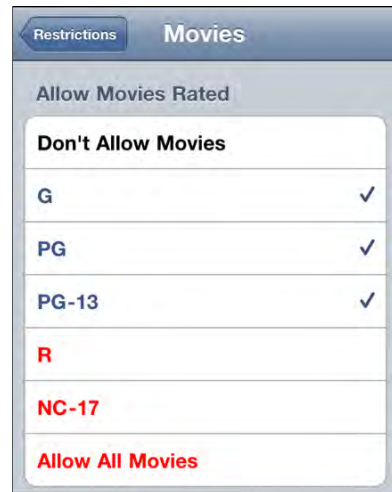 Restrictions
Movies
Allow Movies Rated
Don't Allow Movies
G
PG
PG-13
R
NC-17
Allow All Movies